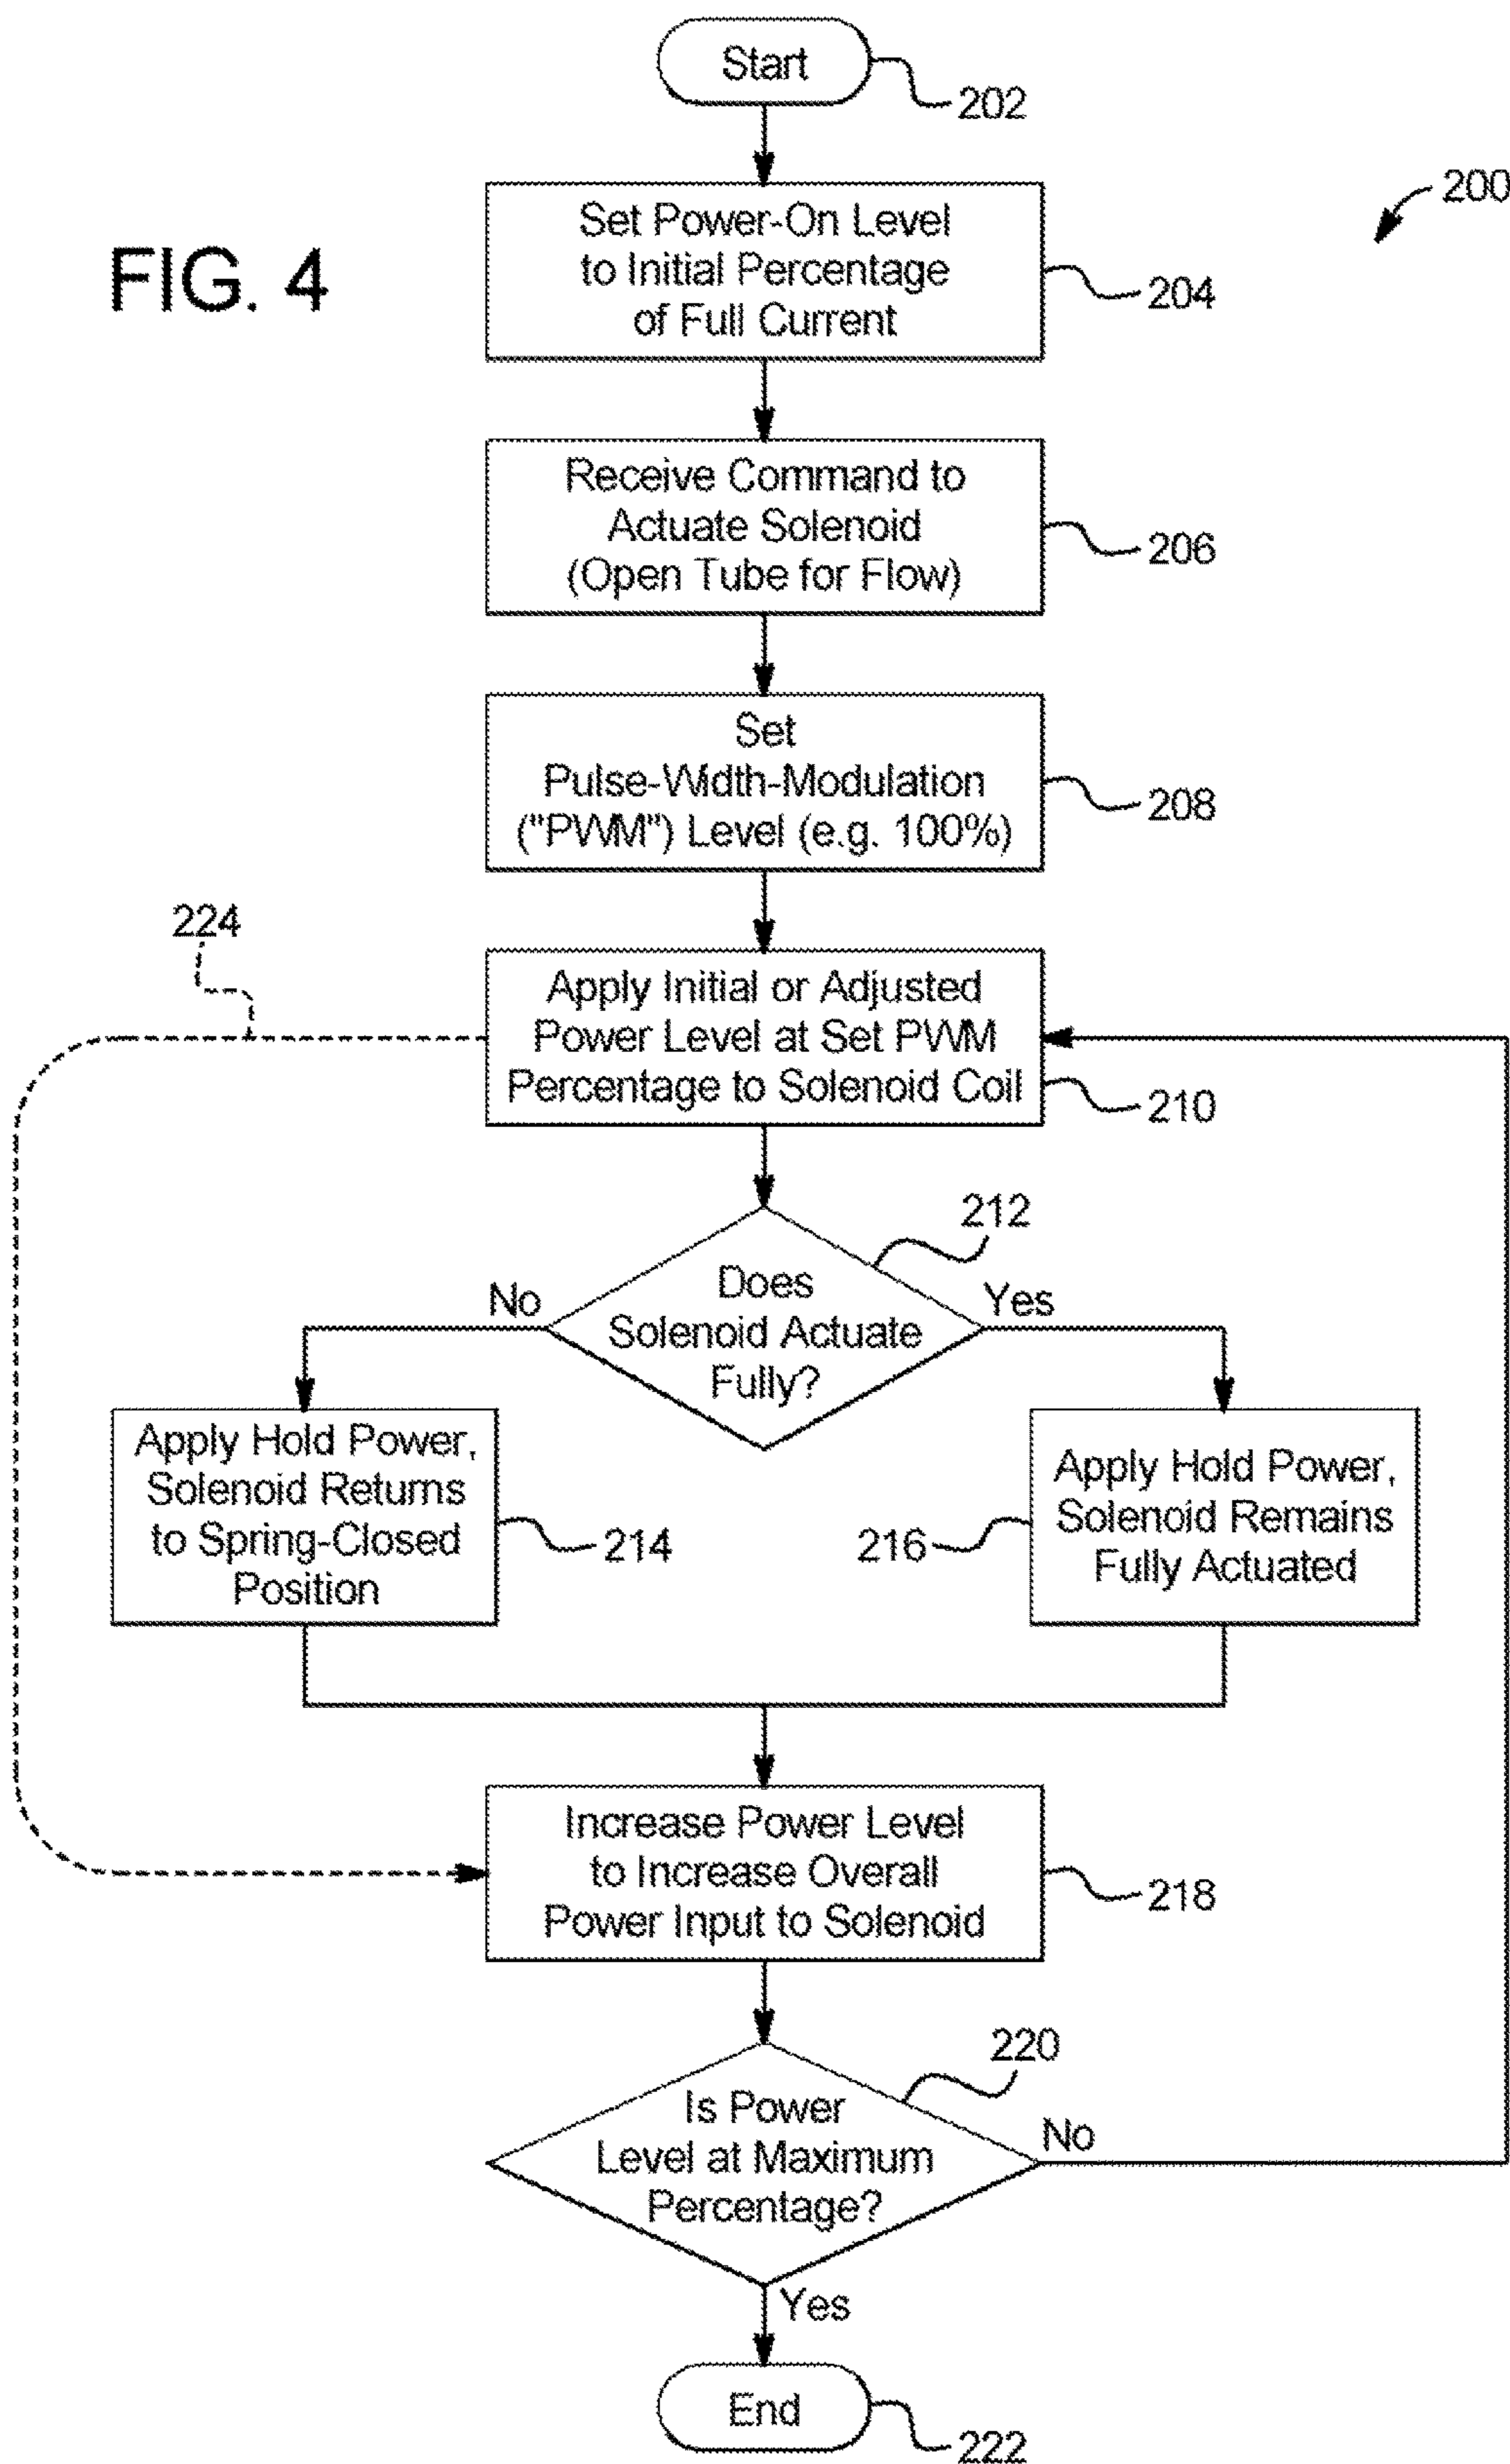 Start
202
200
FIG. 4
Set Power-On Level
to Initial Percentage
of Full Current
204
Receive Command to
Actuate Solenoid
(Open Tube for Flow)
206
Set
Pulse-Width-Modulation
("PWM") Level (e.g. 100%)
208
224
Apply Initial or Adjusted
Power Level at Set PWM
Percentage to Solenoid Coil
210
212
Does
Solenoid Actuate
Fully?
No
Yes
Apply Hold Power,
Solenoid Returns
to Spring-Closed
Position
214
216
Apply Hold Power,
Solenoid Remains
Fully Actuated
Increase Power Level
to Increase Overall
Power Input to Solenoid
218
220
Is Power
Level at Maximum
Percentage?
No
Yes
End
222